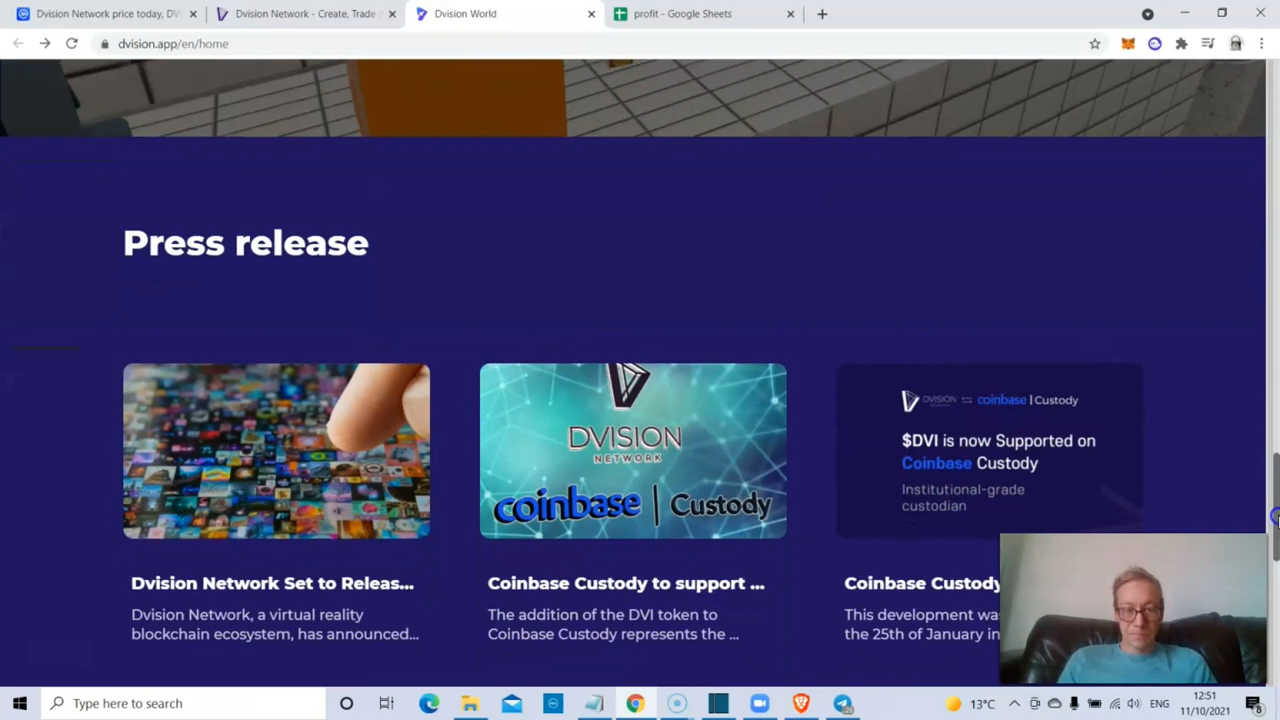 Dvision Network price today, DV
Dvision Network - Create, Trade
Dvision World
profit - Google Sheets
dvision.app/en/home
Press release
DVISION
NETWORK
coinbase | Custody
DVISION coinbase | Custody
$DVI is now Supported on
Coinbase Custody
Institutional-grade
custodian
Dvision Network Set to Releas...
Dvision Network, a virtual reality
blockchain ecosystem, has announced...
Coinbase Custody to support ...
The addition of the DVI token to
Coinbase Custody represents the ...
Coinbase Custody
This development wa
the 25th of January in
Type here to search
13°C
ENG
12:51
11/10/2021
8